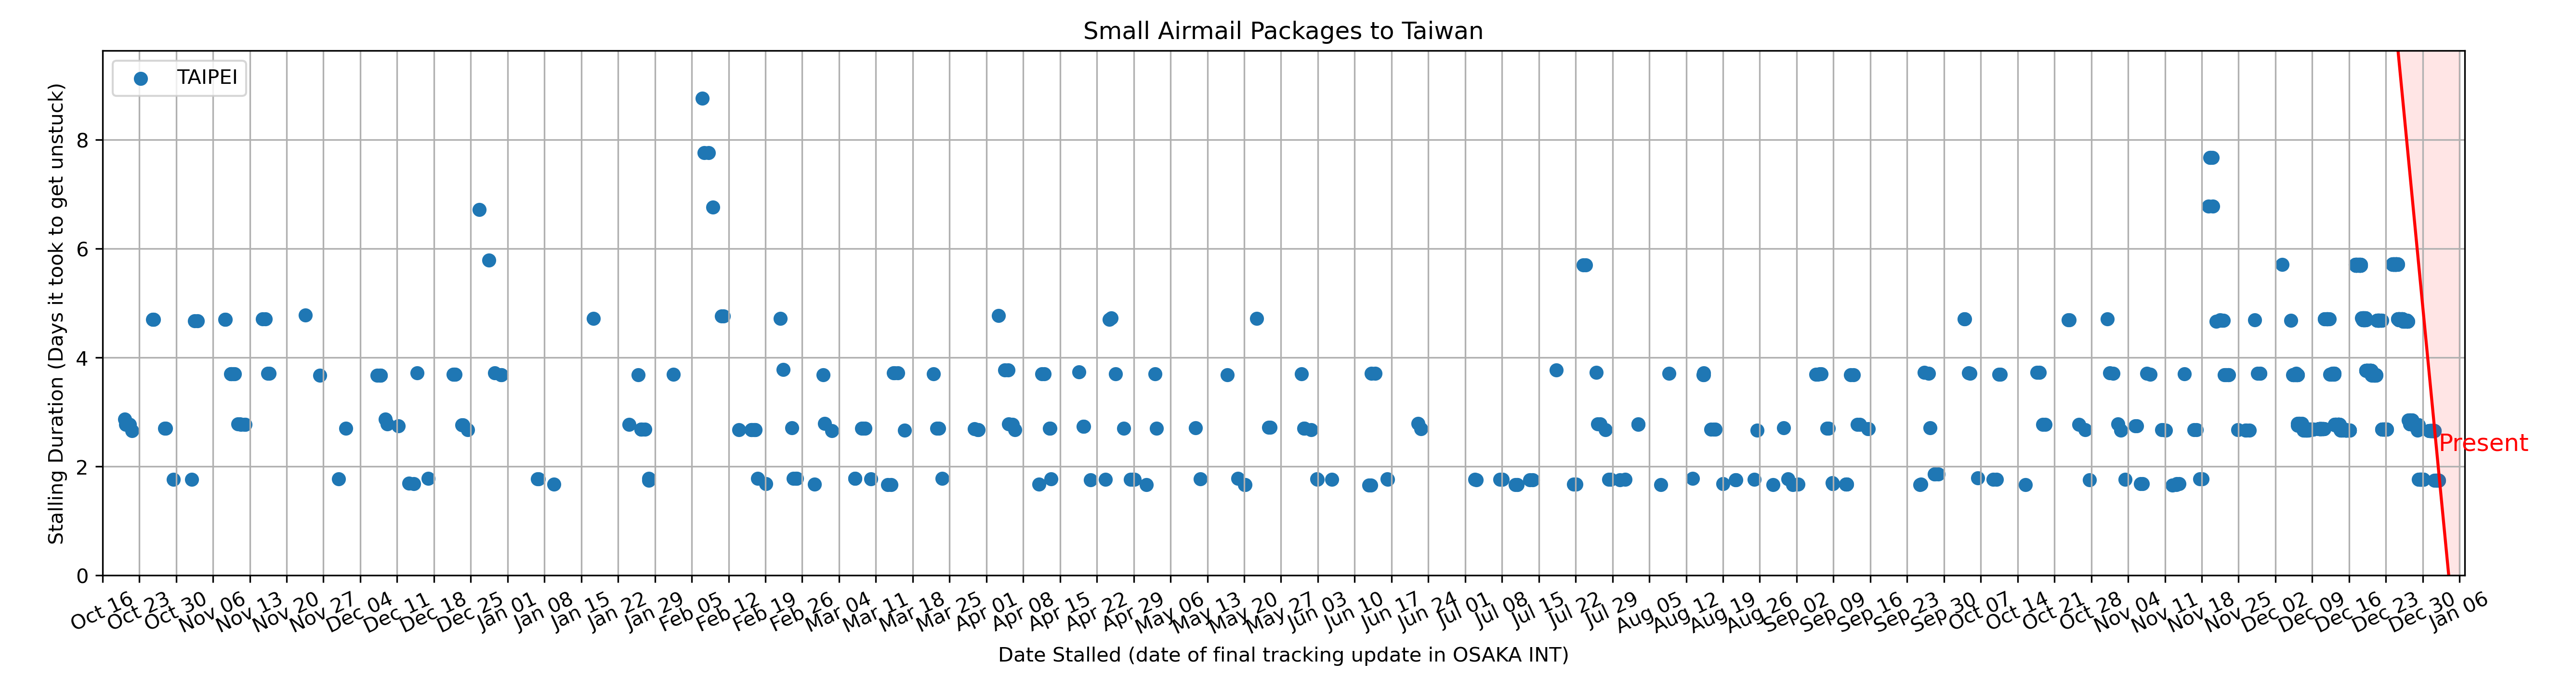 Small Airmail Packages to Taiwan
TAIPEI
Stalling Duration (Days it took to get unstuck)
8
6
4
2
0
Present
Oct 16 Oct 23 Oct 30 Nov 06 Nov 13 Nov 20 Nov 27 Dec 04 Dec 11 Dec 18 Dec 25 Jan 01 Jan 08 Jan 15 Jan 22 Jan 29 Feb 05 Feb 12 Feb 19 Feb 26 Mar 04 Mar 11 Mar 18 Mar 25 Apr 01 Apr 08 Apr 15 Apr 22 Apr 29 May 06 May 13 May 20 May 27 Jun 03 Jun 10 Jun 17 Jun 24 Jul 01 Jul 08 Jul 15 Jul 22 Jul 29 Aug 05 Aug 12 Aug 19 Aug 26 Sep 02 Sep 09 Sep 16 Sep 23 Sep 30 Oct 07 Oct 14 Oct 21 Oct 28 Nov 04 Nov 11 Nov 18 Nov 25 Dec 02 Dec 09 Dec 16 Dec 23 Dec 30 Jan 06
Date Stalled (date of final tracking update in OSAKA INT)